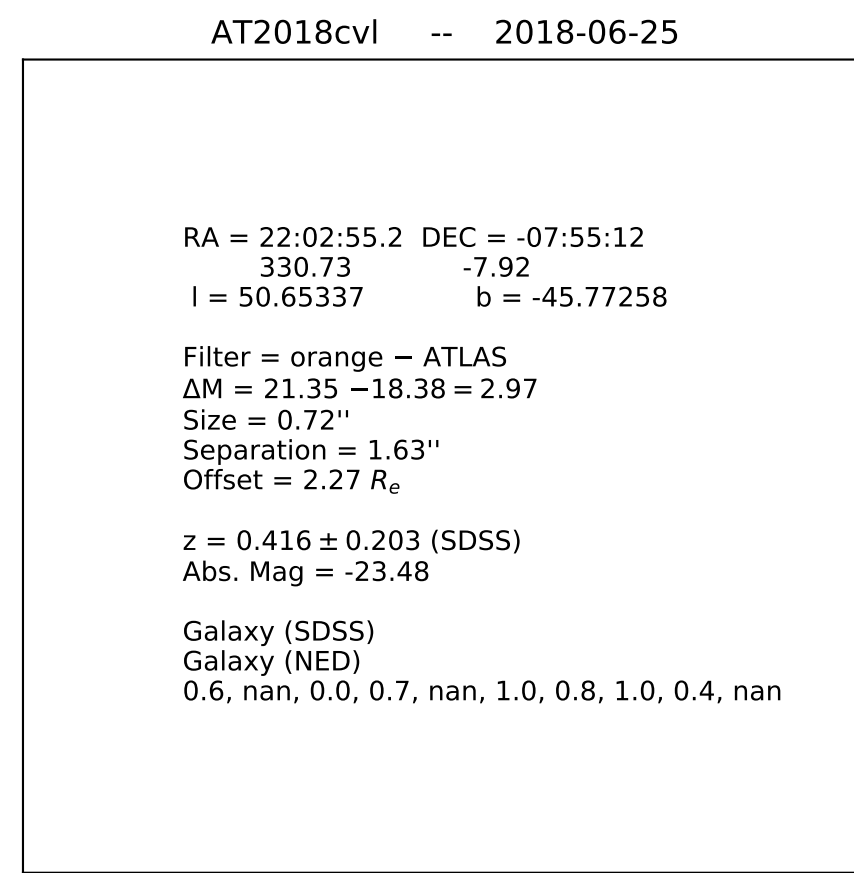 AT2018cvl -- 2018-06-25
RA = 22:02:55.2 DEC = -07:55:12
330.73 -7.92
l = 50.65337 b = -45.77258
Filter = orange − ATLAS
ΔM = 21.35 −18.38 = 2.97
Size = 0.72''
Separation = 1.63''
Offset = 2.27 Rₑ
z = 0.416 ± 0.203 (SDSS)
Abs. Mag = -23.48
Galaxy (SDSS)
Galaxy (NED)
0.6, nan, 0.0, 0.7, nan, 1.0, 0.8, 1.0, 0.4, nan